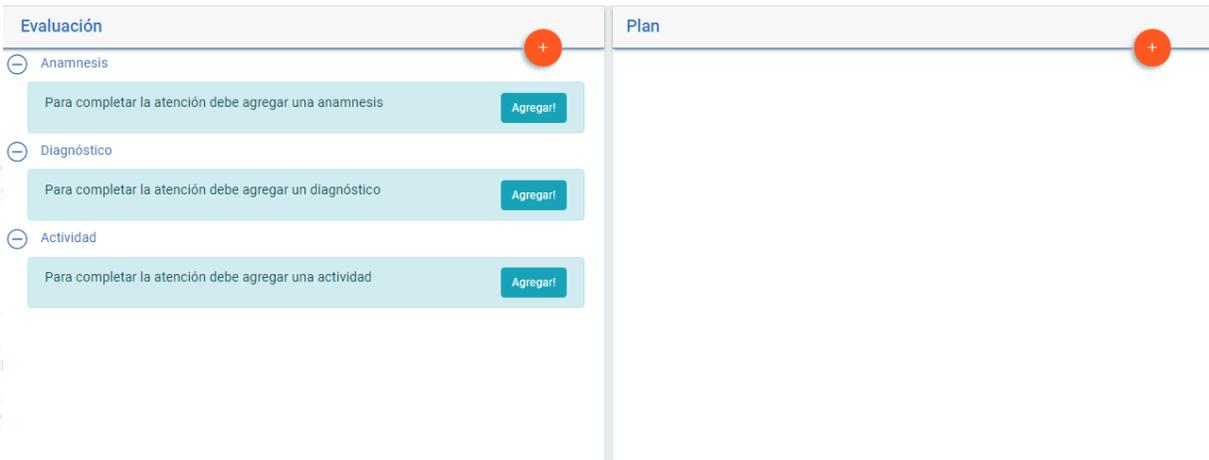 Evaluación
+
Anamnesis
Para completar la atención debe agregar una anamnesis
Agregar!
Diagnóstico
Para completar la atención debe agregar un diagnóstico
Agregar!
Actividad
Para completar la atención debe agregar una actividad
Agregar!
Plan
+